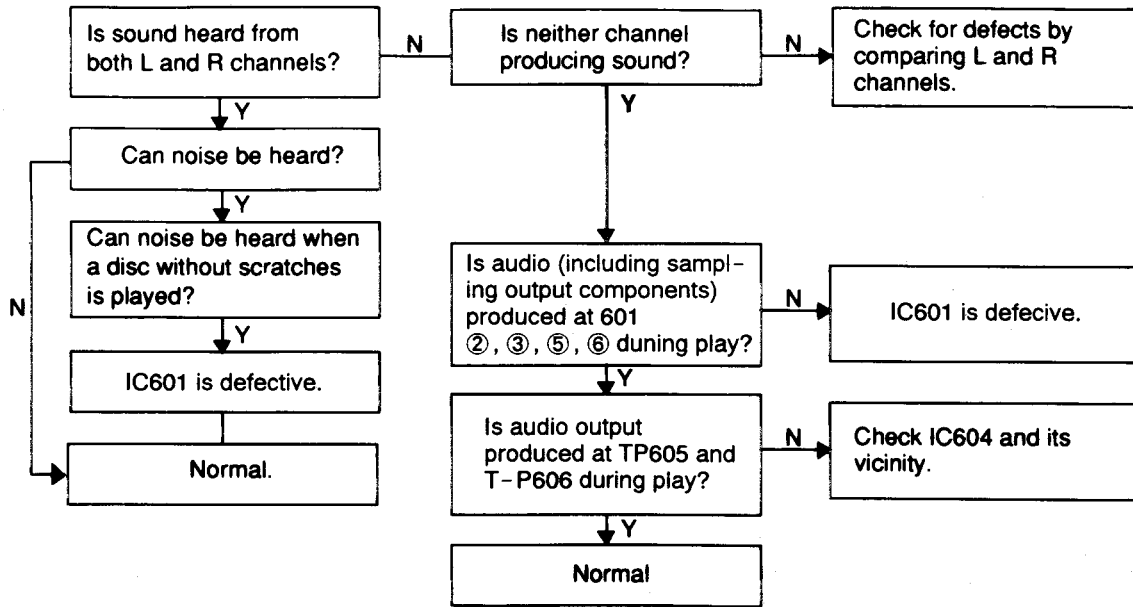 Is sound heard from
both L and R channels?
N
Is neither channel
producing sound?
N
Check for defects by
comparing L and R
channels.
Y
Y
Can noise be heard?
Y
Can noise be heard when
a disc without scratches
is played?
N
Y
IC601 is defective.
Normal.
Is audio (including sampl-
ing output components)
produced at 601
②, ③, ⑤, ⑥ duning play?
N
IC601 is defecive.
Y
Is audio output
produced at TP605 and
T-P606 during play?
N
Check IC604 and its
vicinity.
Y
Normal